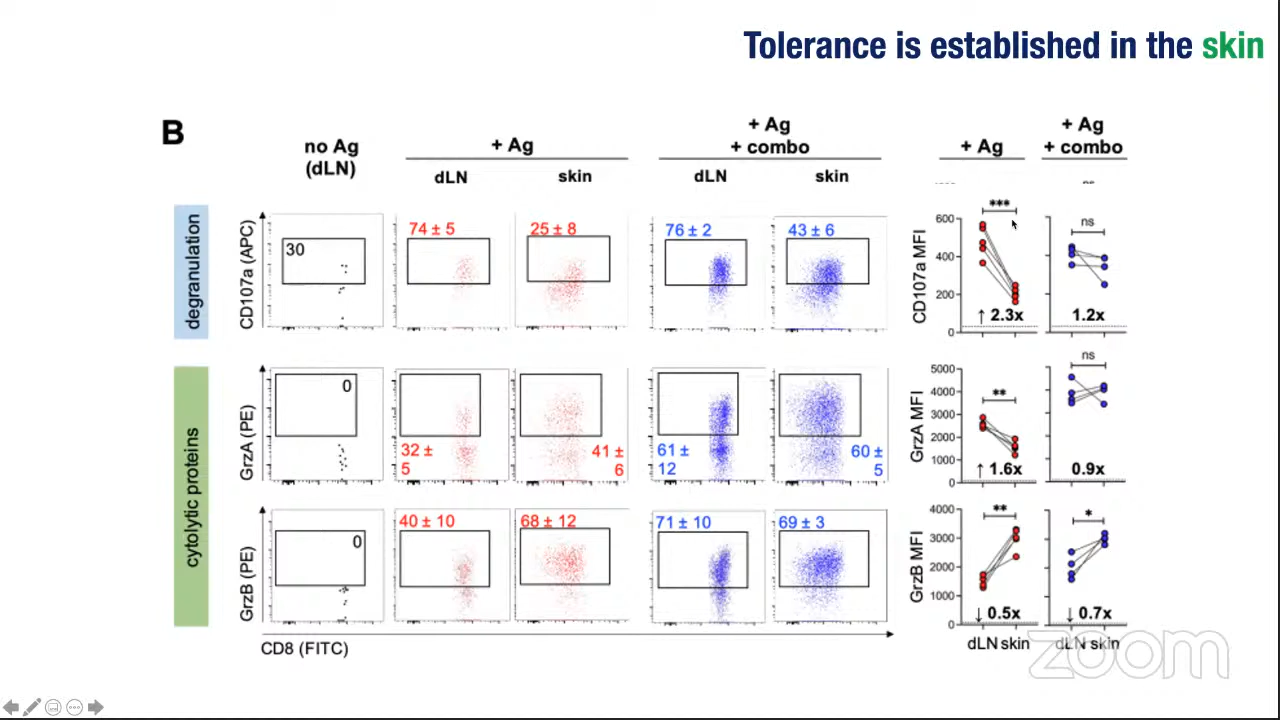 Tolerance is established in the skin
B
no Ag
(dLN)
+ Ag
+ Ag
+ combo
dLN
skin
dLN
skin
+ Ag
+ Ag
+ combo
degranulation
CD107a (APC)
30
74 ± 5
25 ± 8
76 ± 2
43 ± 6
CD107a MFI
600
400
200
0
***
↑ 2.3x
ns
1.2x
cytolytic proteins
GrzA (PE)
0
32 ±
5
41 ±
6
61 ±
12
60 ±
5
GrzA MFI
5000
4000
3000
2000
1000
0
**
↑ 1.6x
ns
0.9x
GrzB (PE)
0
40 ± 10
68 ± 12
71 ± 10
69 ± 3
GrzB MFI
4000
3000
2000
1000
0
**
↓ 0.5x
*
↓ 0.7x
CD8 (FITC)
dLN skin
dLN skin
zoom